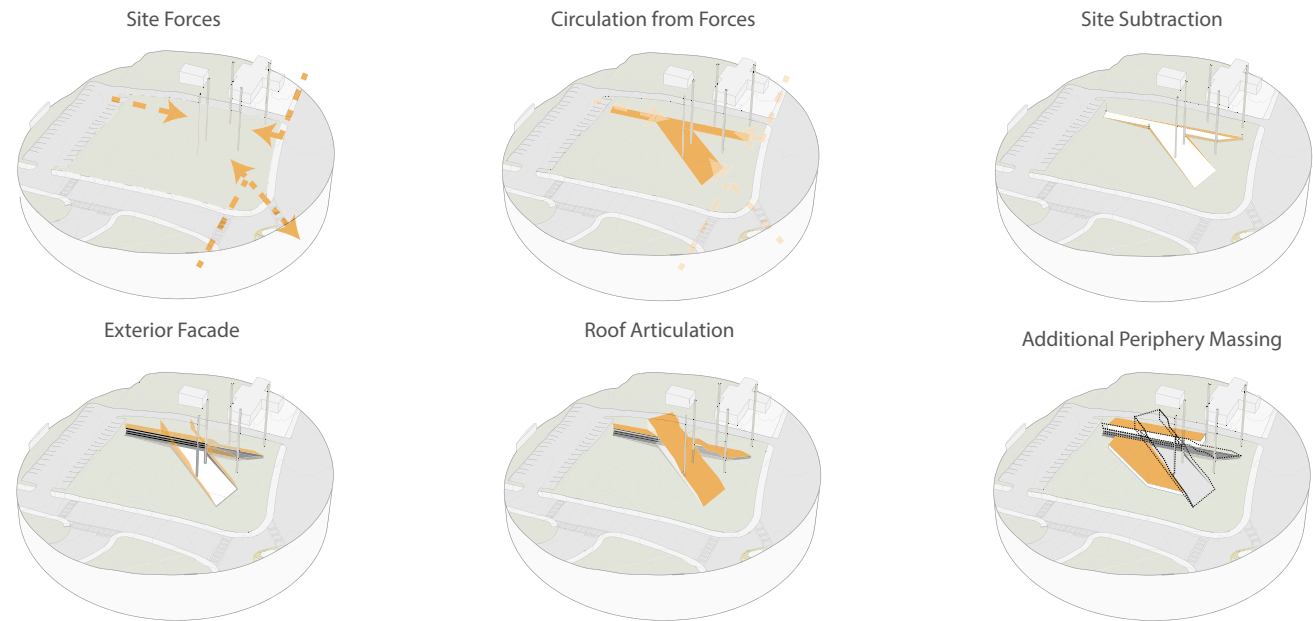 Site Forces
Circulation from Forces
Site Subtraction
Exterior Facade
Roof Articulation
Additional Periphery Massing